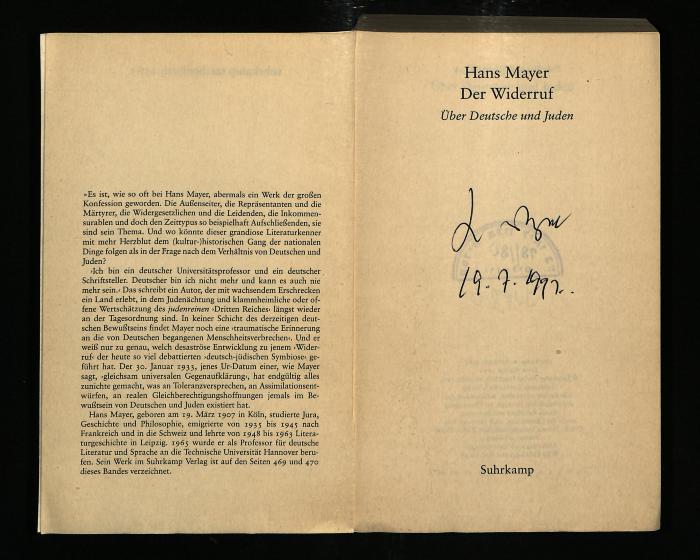 »Es ist, wie so oft bei Hans Mayer, abermals ein Werk der großen
Konfession geworden. Die Außenseiter, die Repräsentanten und die
Märtyrer, die Widergesetzlichen und die Leidenden, die Inkommen-
surablen und doch den Zeittypus so beispielhaft Aufschließenden, sie
sind sein Thema. Und wo könnte dieser grandiose Literaturkenner
mit mehr Herzblut dem (kultur-)historischen Gang der nationalen
Dinge folgen als in der Frage nach dem Verhältnis von Deutschen und
Juden?
›Ich bin ein deutscher Universitätsprofessor und ein deutscher
Schriftsteller. Deutscher bin ich nicht mehr und kann es auch nie
mehr sein.‹ Das schreibt ein Autor, der mit wachsendem Erschrecken
ein Land erlebt, in dem Judenächtung und klammheimliche oder of-
fene Wertschätzung des judenreinen ›Dritten Reiches‹ längst wieder
an der Tagesordnung sind. In keiner Schicht des derzeitigen deut-
schen Bewußtseins findet Mayer noch eine ›traumatische Erinnerung
an die von Deutschen begangenen Menschheitsverbrechen‹. Und er
weiß nur zu genau, welch desaströse Entwicklung zu jenem ›Wider-
ruf‹ der heute so viel debattierten ›deutsch-jüdischen Symbiose‹ ge-
führt hat. Der 30. Januar 1933, jenes Ur-Datum einer, wie Mayer
sagt, ›gleichsam universalen Gegenaufklärung‹, hat endgültig alles
zunichte gemacht, was an Toleranzversprechen, an Assimilationsent-
würfen, an realen Gleichberechtigungshoffnungen jemals im Be-
wußtsein von Deutschen und Juden existiert hat.
Hans Mayer, geboren am 19. März 1907 in Köln, studierte Jura,
Geschichte und Philosophie, emigrierte von 1935 bis 1945 nach
Frankreich und in die Schweiz und lehrte von 1948 bis 1963 Litera-
turgeschichte in Leipzig. 1965 wurde er als Professor für deutsche
Literatur und Sprache an die Technische Universität Hannover beru-
fen. Sein Werk im Suhrkamp Verlag ist auf den Seiten 469 und 470
dieses Bandes verzeichnet.
Hans Mayer
Der Widerruf
Über Deutsche und Juden
19. 7. 1992.
Suhrkamp